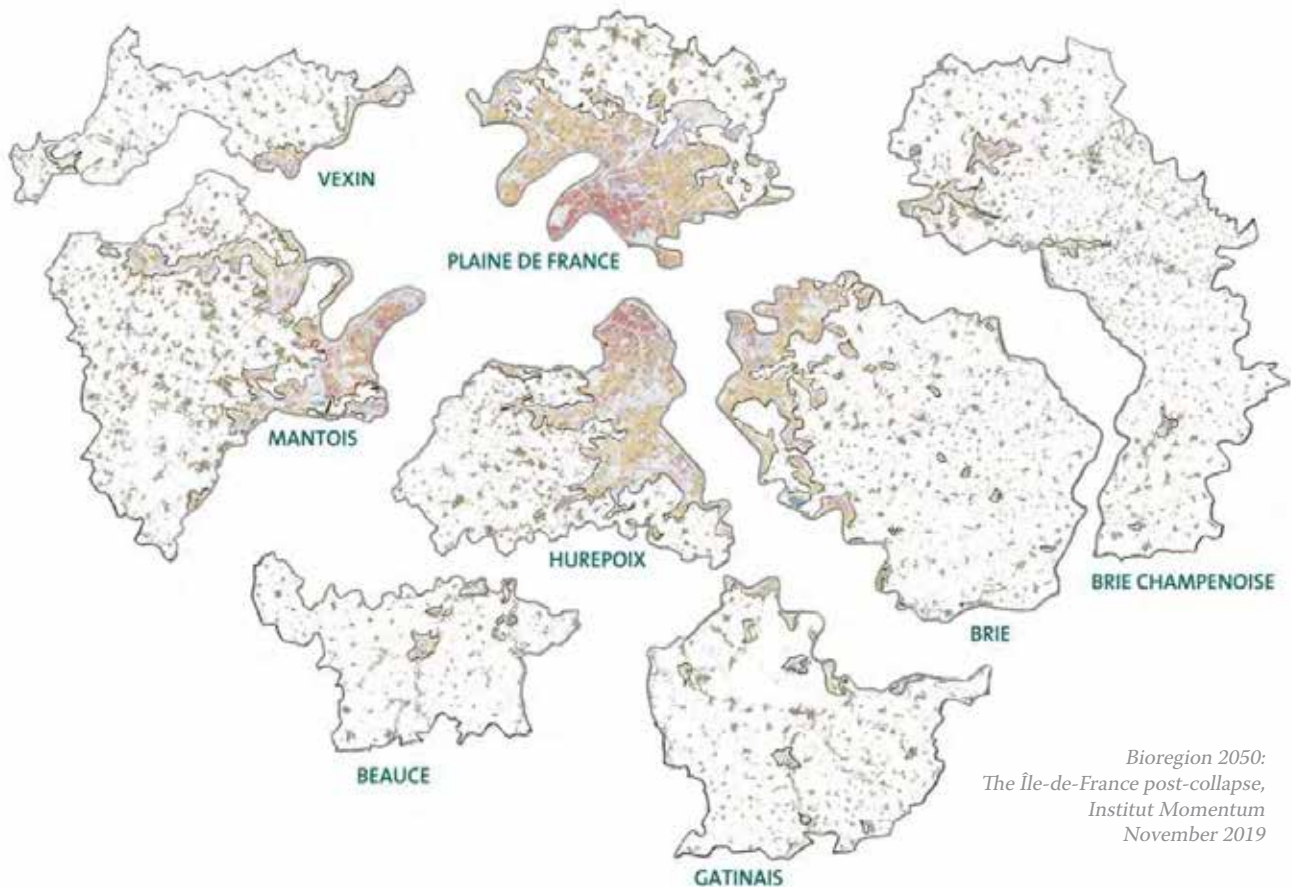 VEXIN
PLAINE DE FRANCE
MANTOIS
HUREPOIX
BRIE CHAMPENOISE
BRIE
BEAUCE
GATINAIS
Bioregion 2050:
The Île-de-France post-collapse,
Institut Momentum
November 2019